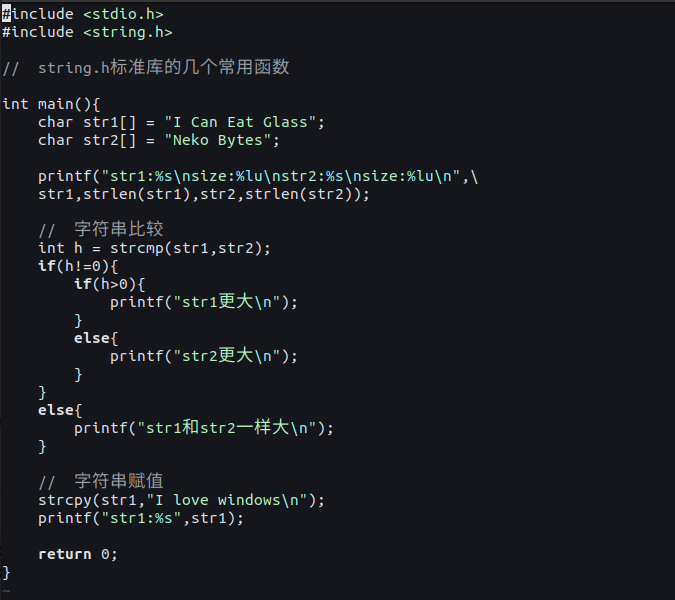 #include <stdio.h>
#include <string.h>
//  string.h标准库的几个常用函数
int main(){
    char str1[] = "I Can Eat Glass";
    char str2[] = "Neko Bytes";
    printf("str1:%s\nsize:%lu\nstr2:%s\nsize:%lu\n",\
    str1,strlen(str1),str2,strlen(str2));
    //  字符串比较
    int h = strcmp(str1,str2);
    if(h!=0){
        if(h>0){
            printf("str1更大\n");
        }
        else{
            printf("str2更大\n");
        }
    }
    else{
        printf("str1和str2一样大\n");
    }
    //  字符串赋值
    strcpy(str1,"I love windows\n");
    printf("str1:%s",str1);
    return 0;
}
~